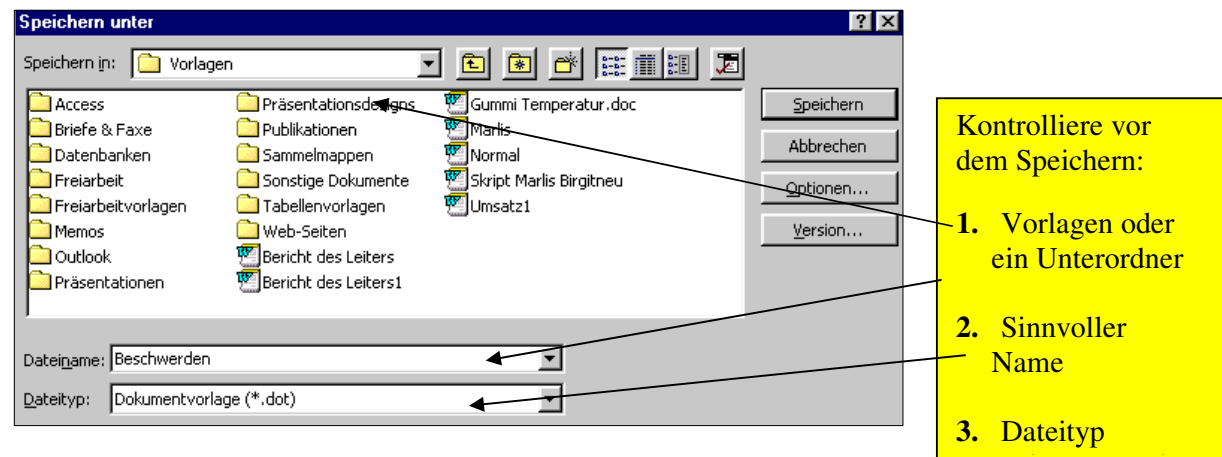 Speichern unter
Speichern in: Vorlagen
Access
Briefe & Faxe
Datenbanken
Freiarbeit
Freiarbeitvorlagen
Memos
Outlook
Präsentationen
Präsentationsdesigns
Publikationen
Sammelmappen
Sonstige Dokumente
Tabellenvorlagen
Web-Seiten
Bericht des Leiters
Bericht des Leiters1
Gummi Temperatur.doc
Marlis
Normal
Skript Marlis Birgitneu
Umsatz1
Speichern
Abbrechen
Optionen...
Version...
Dateiname: Beschwerden
Dateityp: Dokumentvorlage (*.dot)
Kontrolliere vor
dem Speichern:
1. Vorlagen oder
ein Unterordner
2. Sinnvoller
Name
3. Dateityp